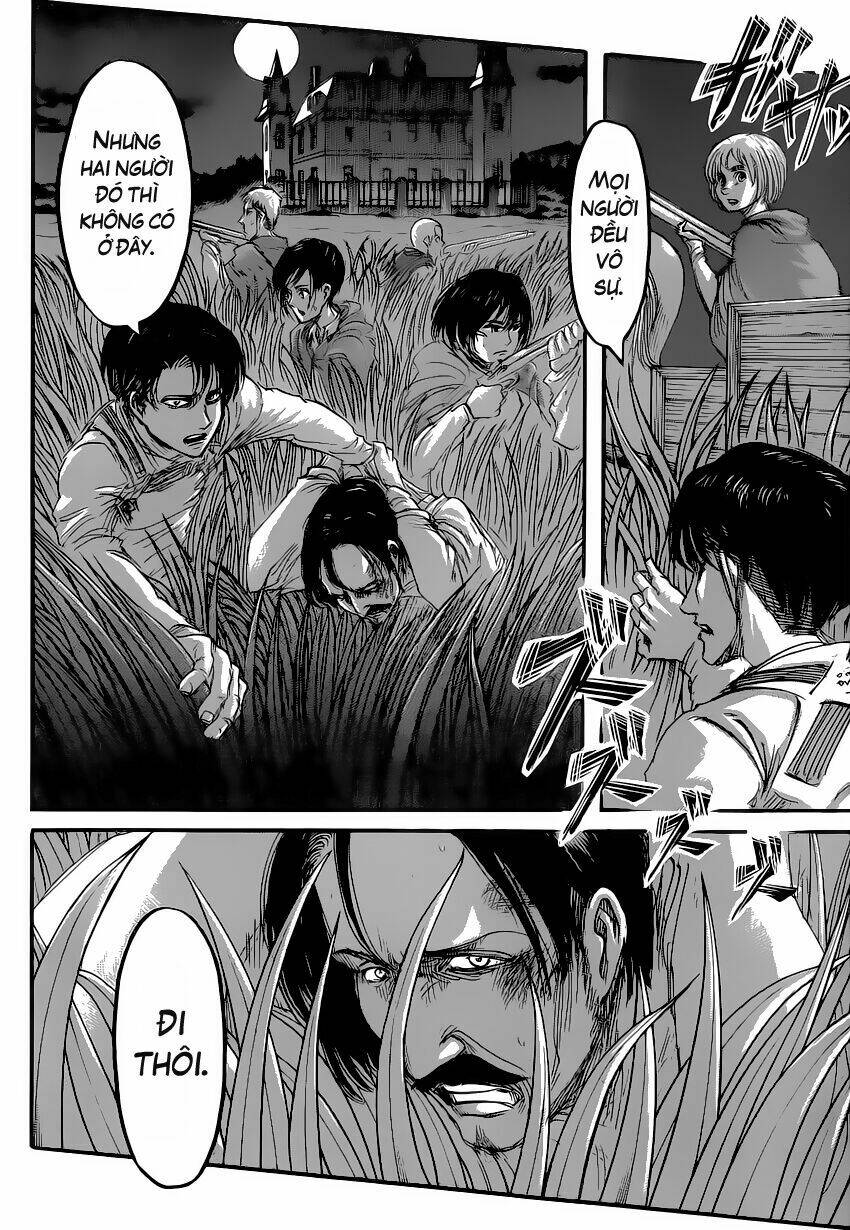 MỌI
NGƯỜI
ĐỀU
VÔ
SỰ.
NHƯNG
HAI NGƯỜI
ĐÓ THÌ
KHÔNG CÓ
Ở ĐÂY.
ĐI
THÔI.